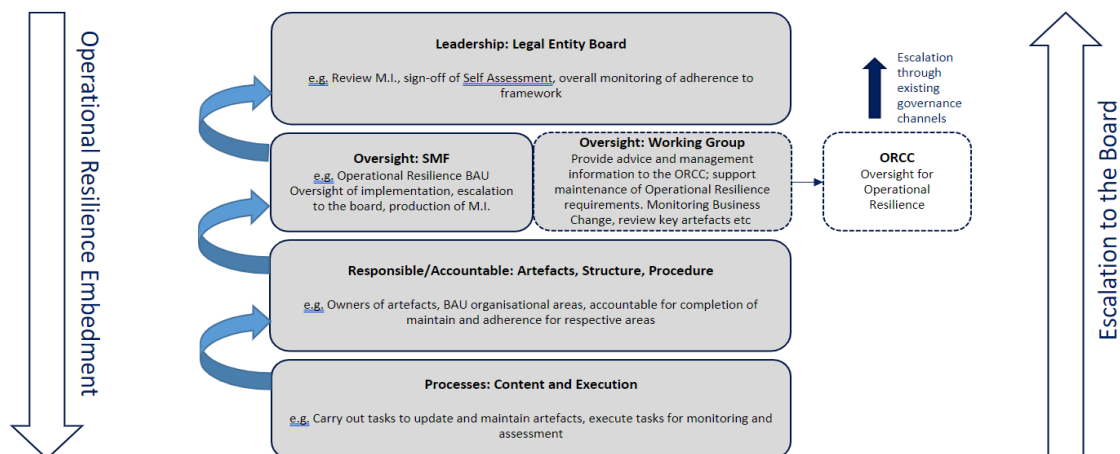 Operational Resilience Embedment
Leadership: Legal Entity Board
e.g. Review M.I., sign-off of Self Assessment, overall monitoring of adherence to
framework
Escalation
through
existing
governance
channels
Oversight: SMF
e.g. Operational Resilience BAU
Oversight of implementation, escalation
to the board, production of M.I.
Oversight: Working Group
Provide advice and management
information to the ORCC; support
maintenance of Operational Resilience
requirements. Monitoring Business
Change, review key artefacts etc
ORCC
Oversight for
Operational
Resilience
Responsible/Accountable: Artefacts, Structure, Procedure
e.g. Owners of artefacts, BAU organisational areas, accountable for completion of
maintain and adherence for respective areas
Processes: Content and Execution
e.g. Carry out tasks to update and maintain artefacts, execute tasks for monitoring and
assessment
Escalation to the Board